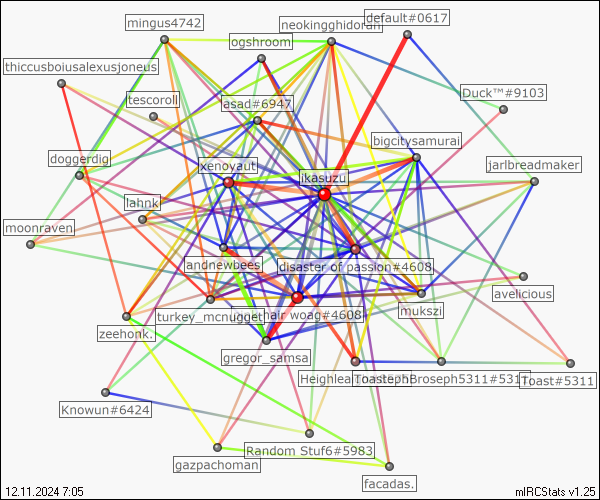 default#0617
mingus4742
neokingghidorah
ogshroom
thiccusboiusalexusjoneus
Duck™#9103
tescoroll
asad#6947
bigcitysamurai
doggerdig
xenoyaut
jarlbreadmaker
ikasuzu
lahnk
moonraven
andnewbees
disaster of passion#4608
avelicious
turkey_mcnugget
hair woag#4608
mukszi
zeehonk.
gregor_samsa
Toast#5311
Knowun#6424
Random Stuf6#5983
gazpachoman
facadas.
12.11.2024 7:05
mIRCStats v1.25